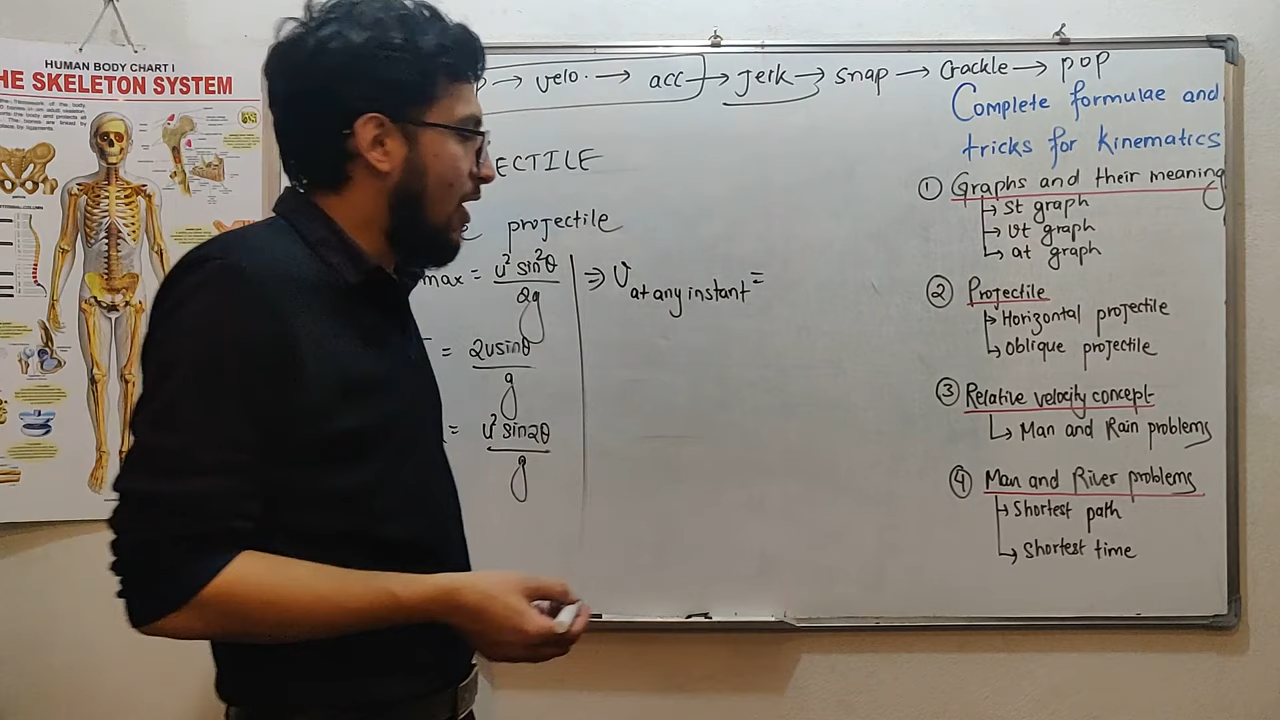 HUMAN BODY CHART I
HE SKELETON SYSTEM
→ velo. → acc → Jerk → snap → Crackle → pop
Complete formulae and
tricks for kinematics
① Graphs and their meaning
st graph
vt graph
at graph
② Projectile
Horizontal projectile
Oblique projectile
③ Relative velocity concept
Man and Rain problems
④ Man and River problems
Shortest path
Shortest time
ECTILE
projectile
max = u² sin²θ / 2g
= 2u sinθ / g
= u² sin2θ / g
⇒ V at any instant =